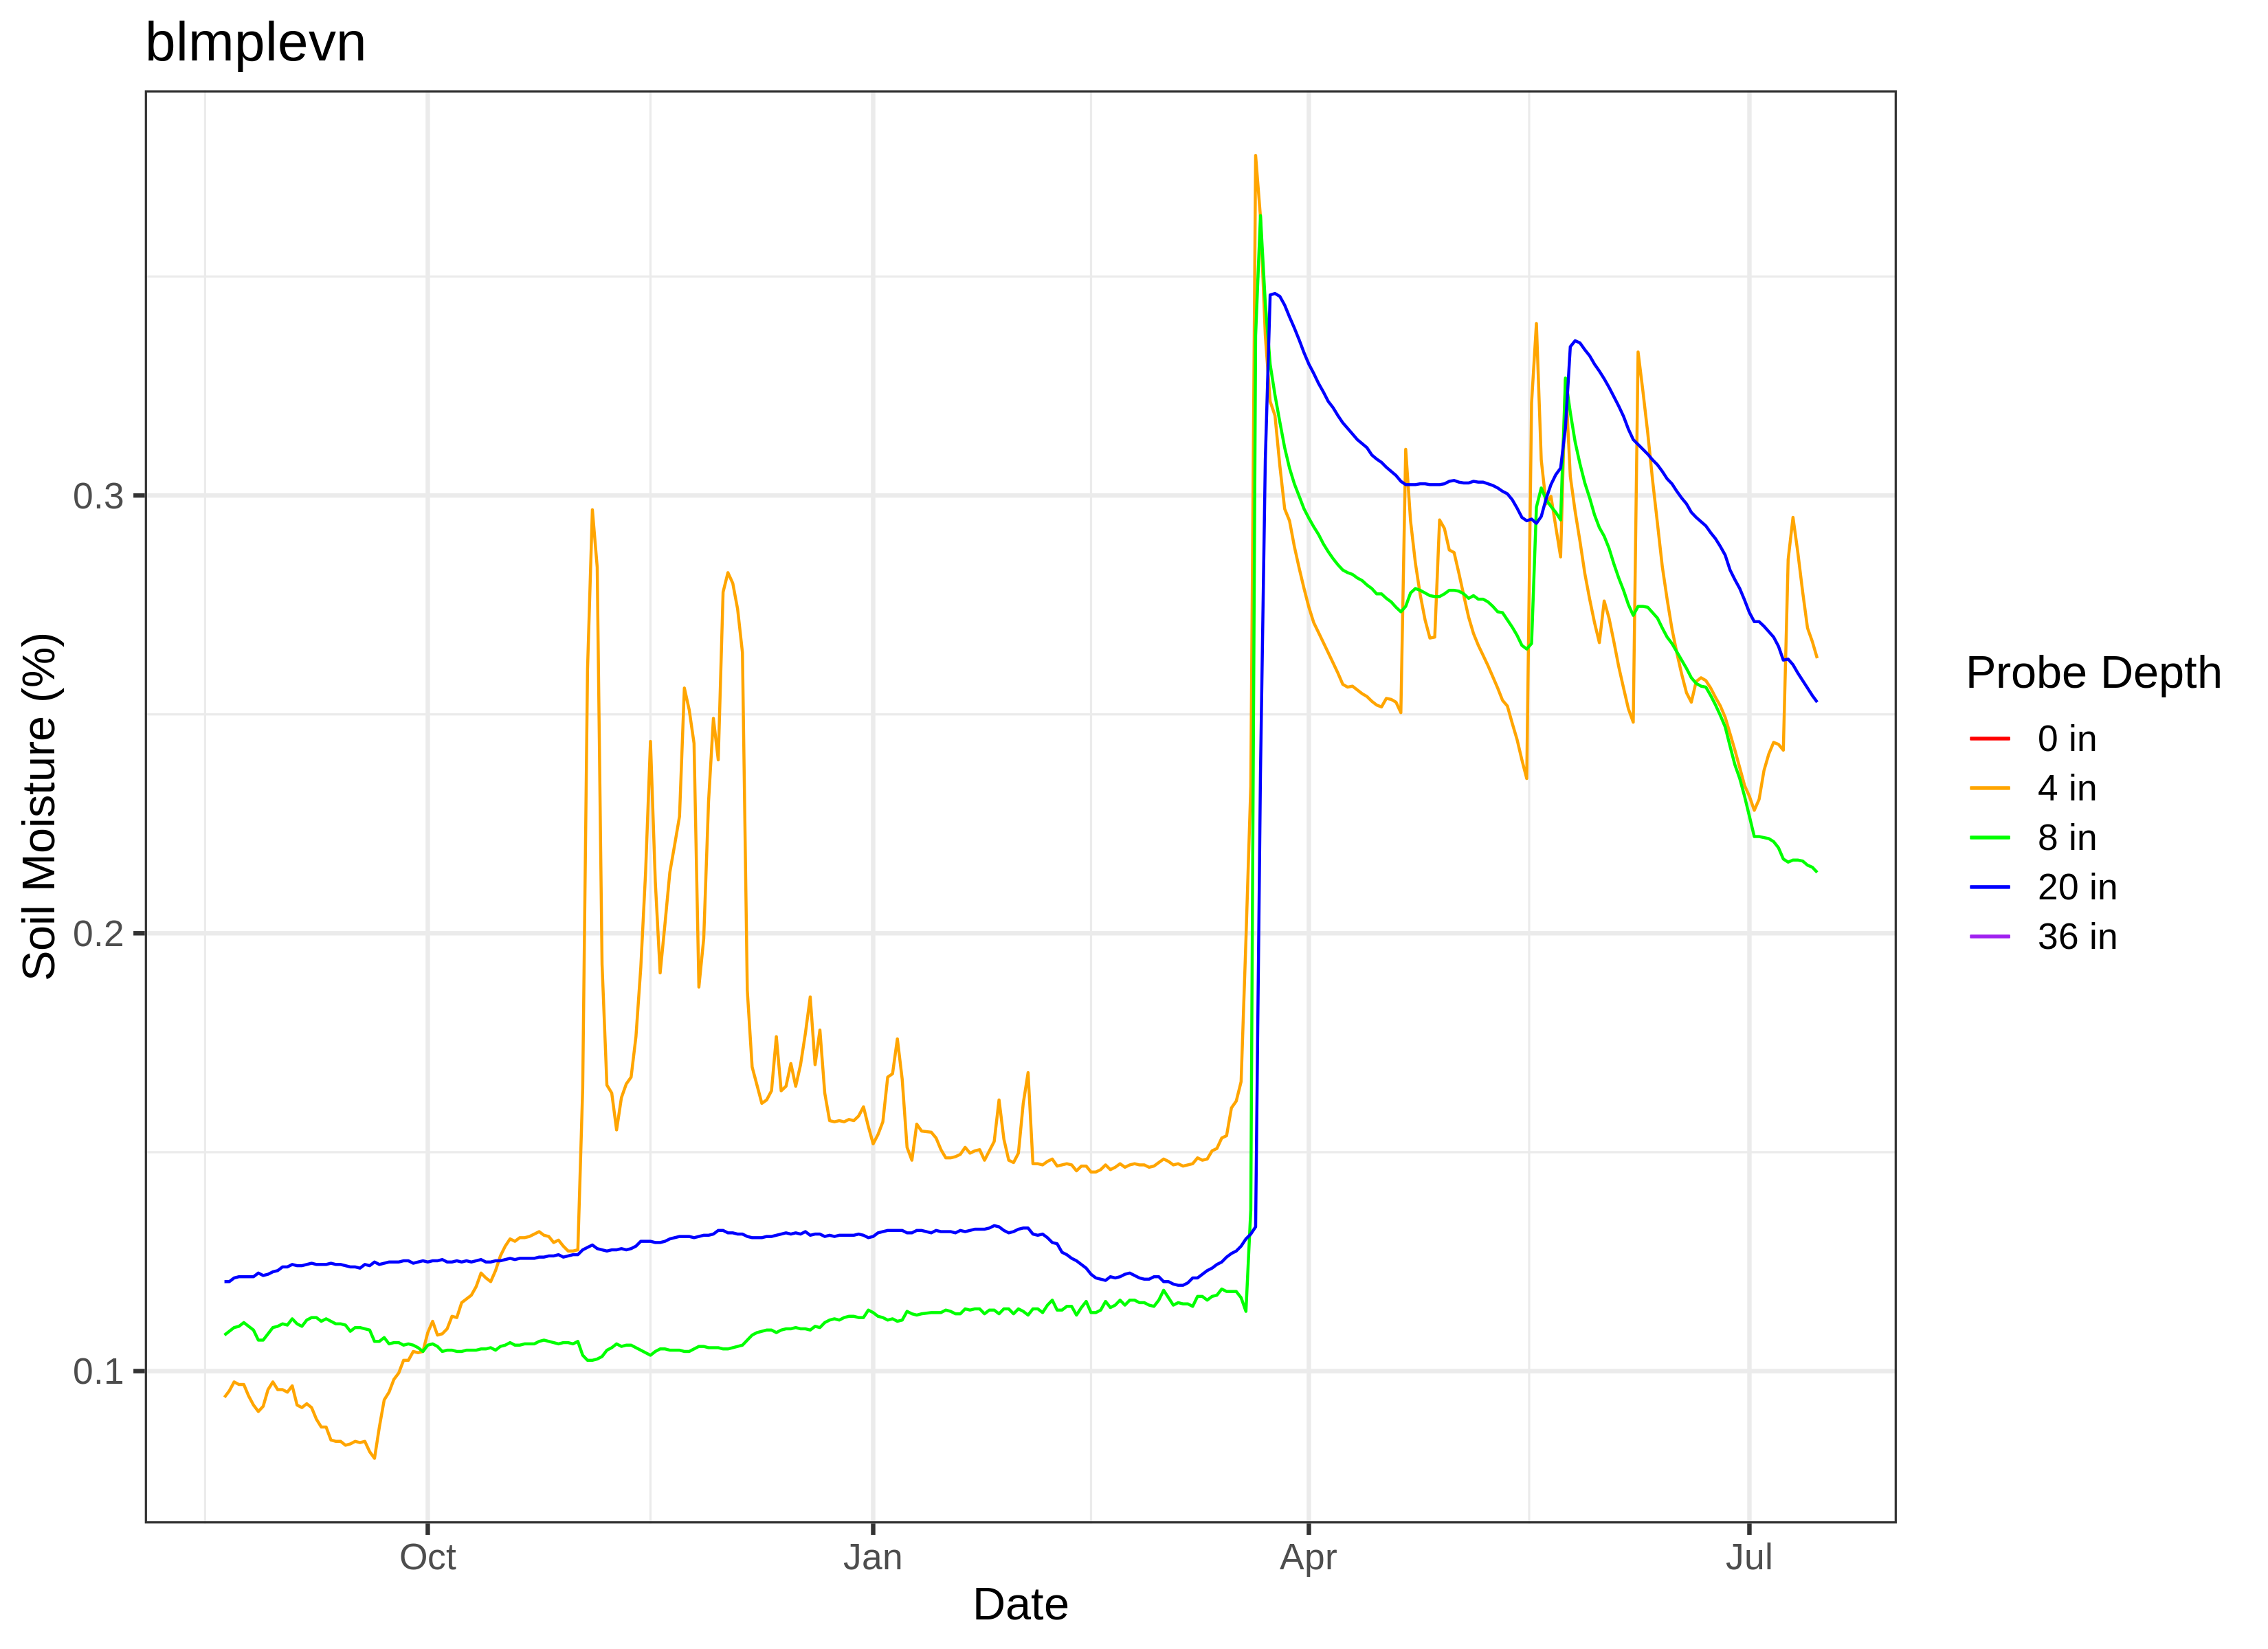 blmplevn
Soil Moisture (%)
0.3
0.2
0.1
Oct
Jan
Apr
Jul
Date
Probe Depth
0 in
4 in
8 in
20 in
36 in